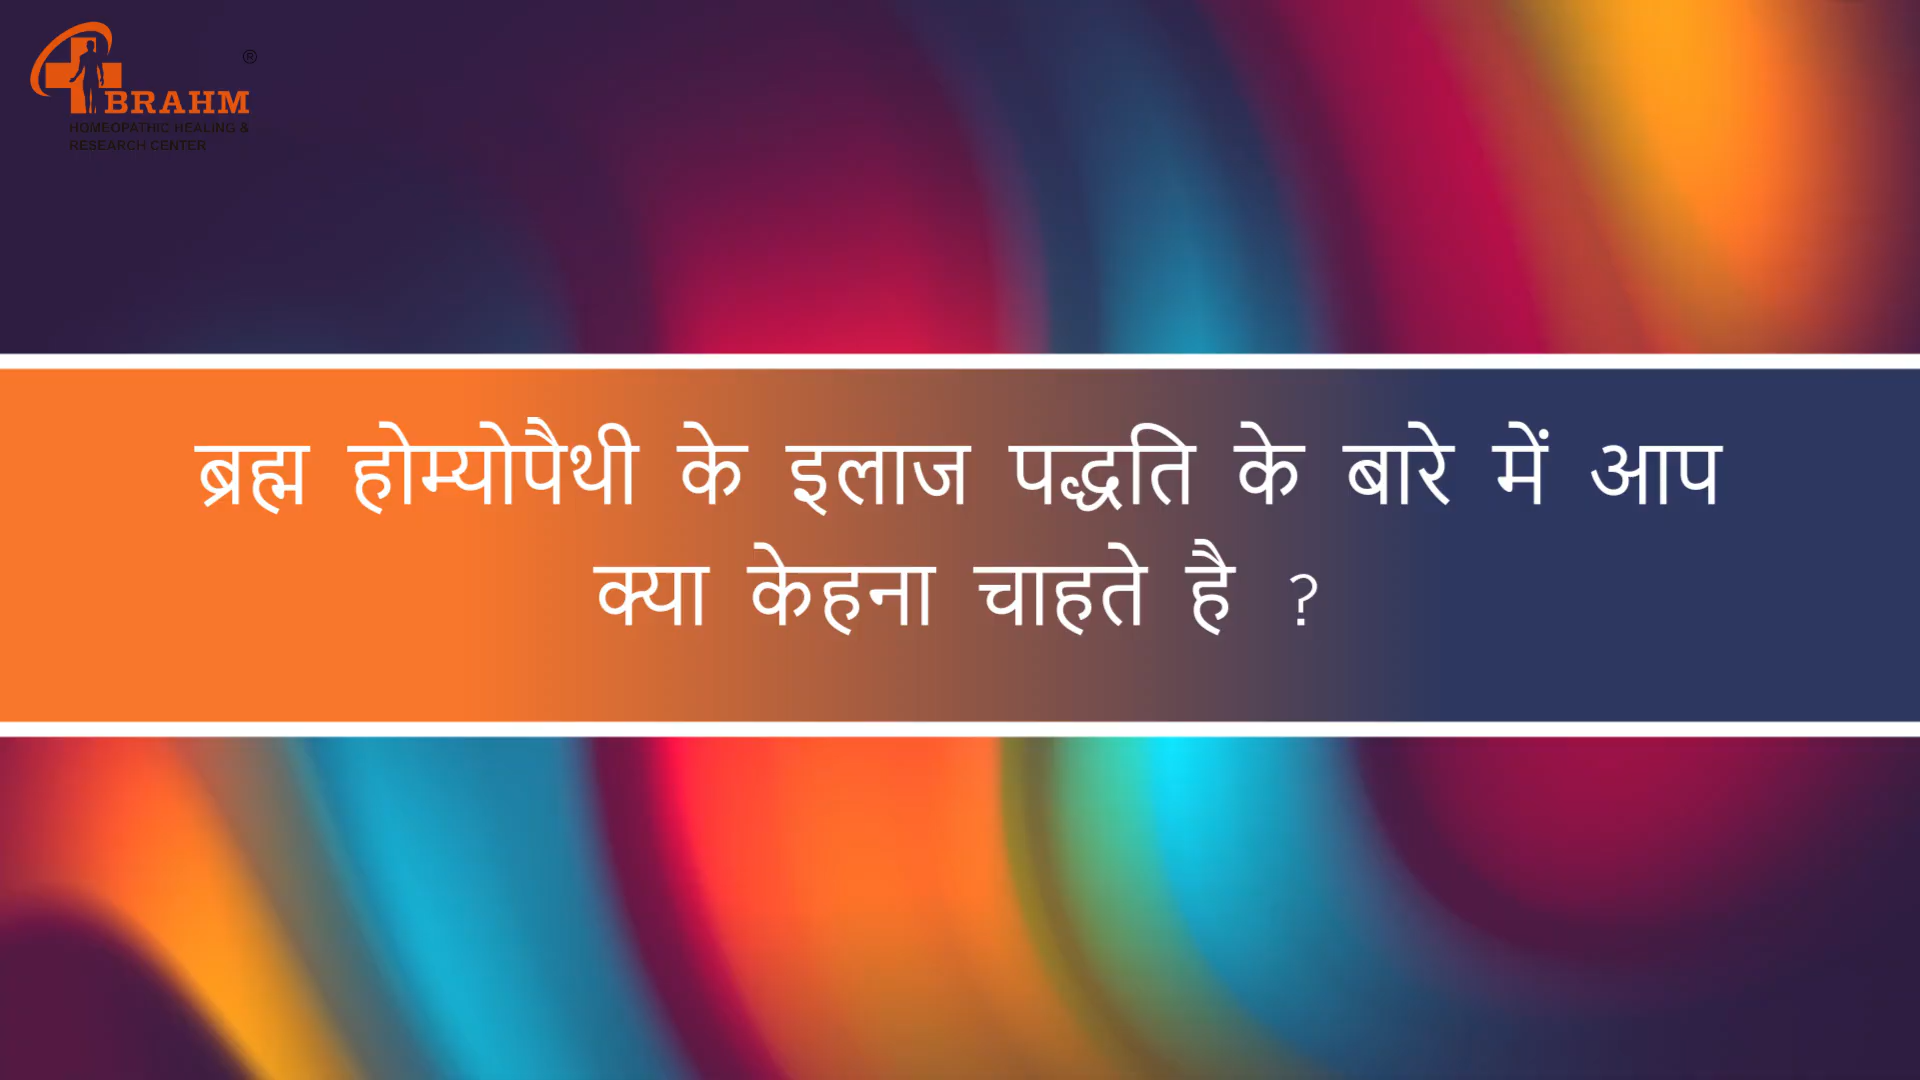 BRAHM
®
HOMEOPATHIC HEALING &
RESEARCH CENTER
ब्रह्म होम्योपैथी के इलाज पद्धति के बारे में आप
क्या केहना चाहते है ?